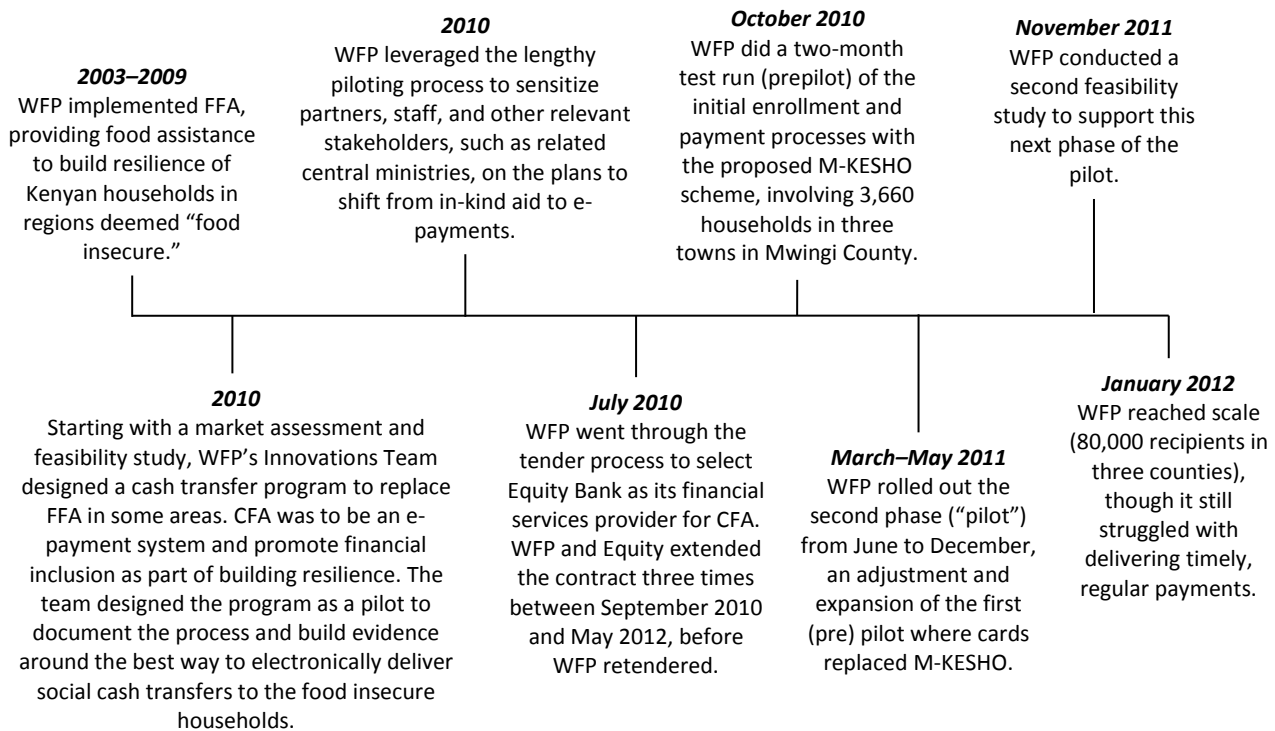 2003–2009
WFP implemented FFA,
providing food assistance
to build resilience of
Kenyan households in
regions deemed “food
insecure.”
2010
WFP leveraged the lengthy
piloting process to sensitize
partners, staff, and other relevant
stakeholders, such as related
central ministries, on the plans to
shift from in-kind aid to e-
payments.
October 2010
WFP did a two-month
test run (prepilot) of the
initial enrollment and
payment processes with
the proposed M-KESHO
scheme, involving 3,660
households in three
towns in Mwingi County.
November 2011
WFP conducted a
second feasibility
study to support this
next phase of the
pilot.
2010
Starting with a market assessment and
feasibility study, WFP’s Innovations Team
designed a cash transfer program to replace
FFA in some areas. CFA was to be an e-
payment system and promote financial
inclusion as part of building resilience. The
team designed the program as a pilot to
document the process and build evidence
around the best way to electronically deliver
social cash transfers to the food insecure
households.
July 2010
WFP went through the
tender process to select
Equity Bank as its financial
services provider for CFA.
WFP and Equity extended
the contract three times
between September 2010
and May 2012, before
WFP retendered.
March–May 2011
WFP rolled out the
second phase (“pilot”)
from June to December,
an adjustment and
expansion of the first
(pre) pilot where cards
replaced M-KESHO.
January 2012
WFP reached scale
(80,000 recipients in
three counties),
though it still
struggled with
delivering timely,
regular payments.